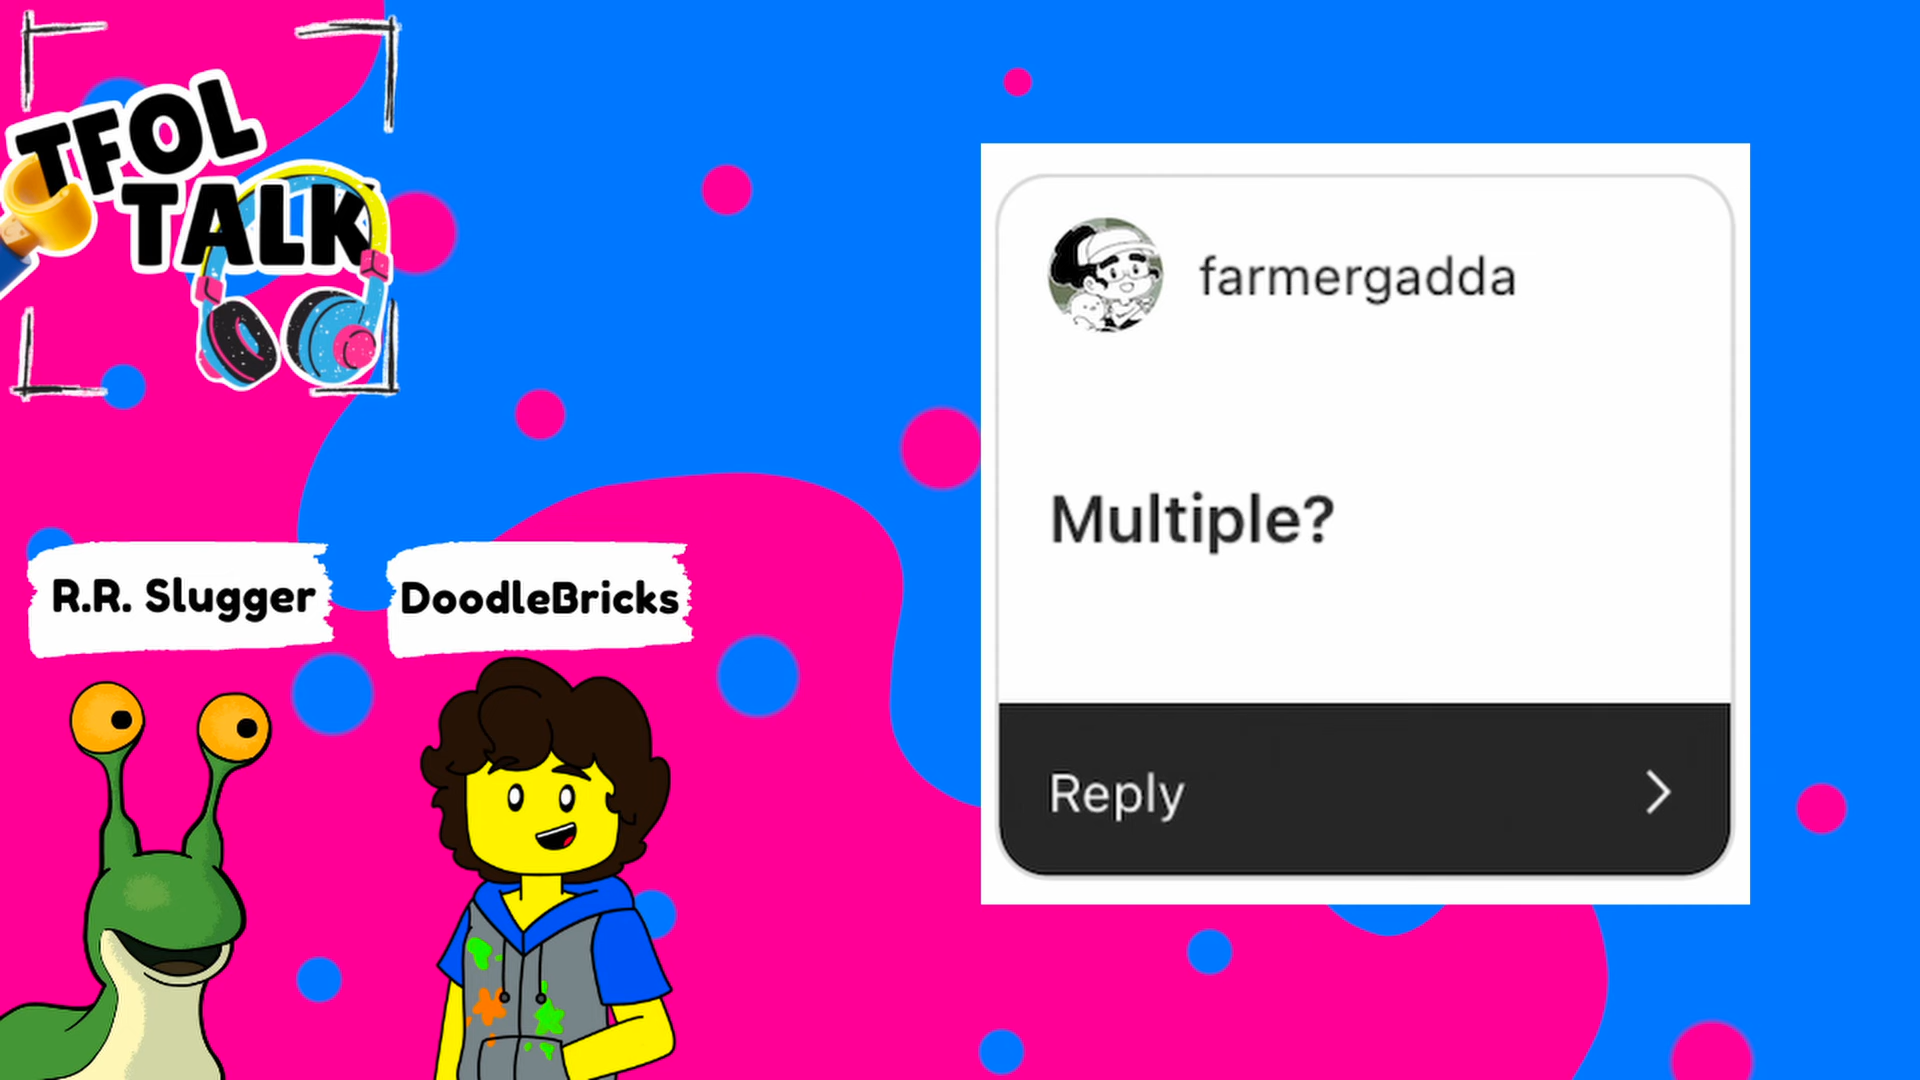 TFOL
TALK
R.R. Slugger
DoodleBricks
farmergadda
Multiple?
Reply